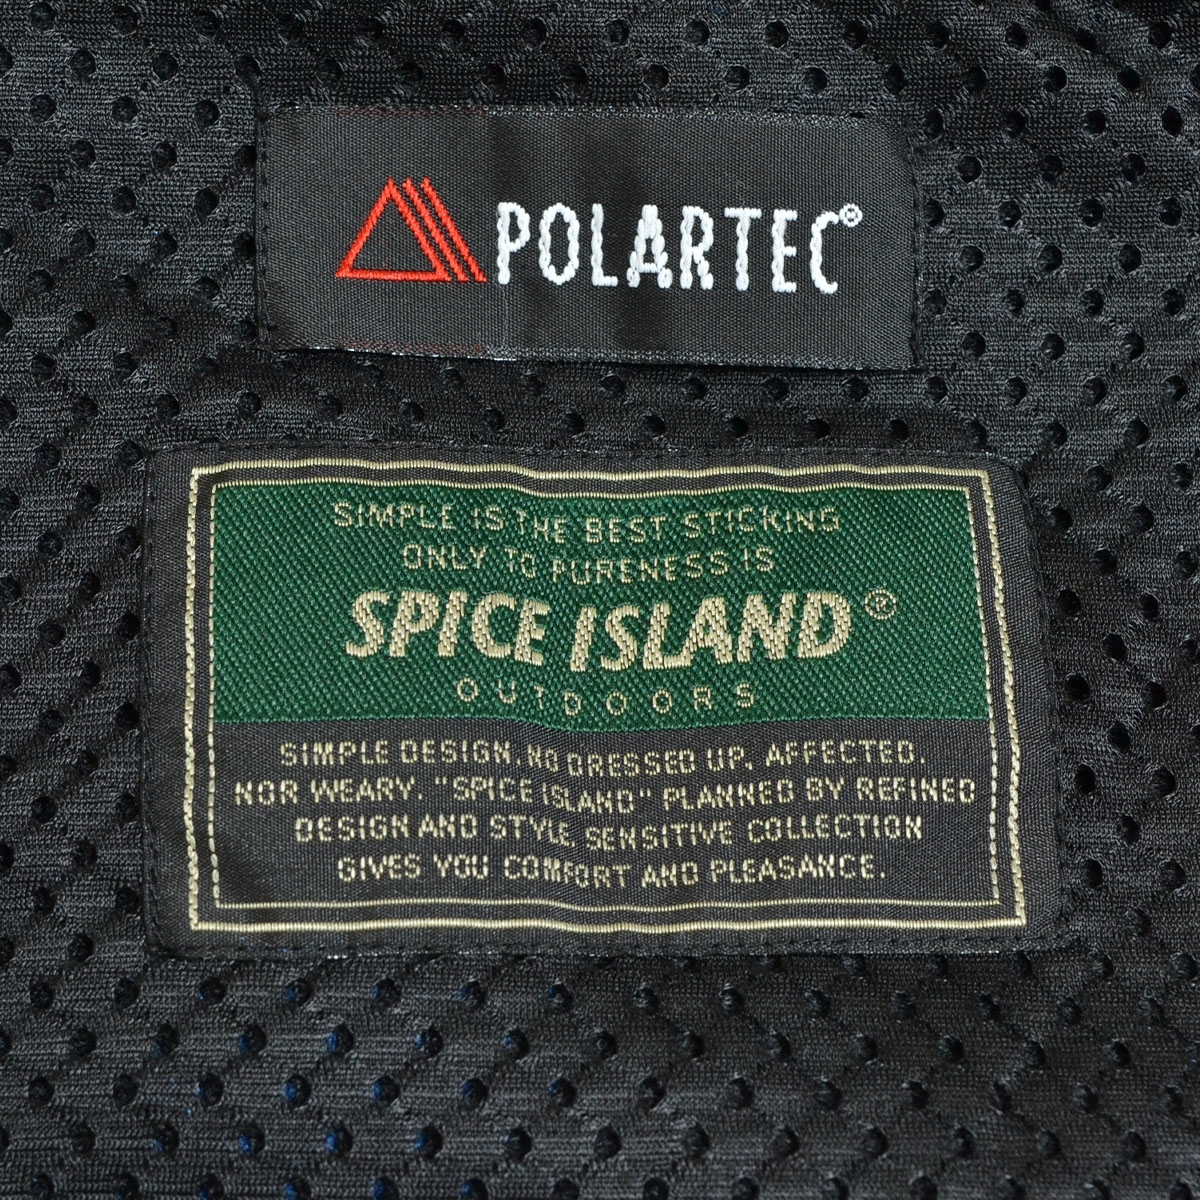 POLARTEC®
SIMPLE IS THE BEST STICKING
ONLY TO PURENESS IS
SPICE ISLAND®
OUTDOORS
SIMPLE DESIGN, NO DRESSED UP, AFFECTED,
NOR WEARY. "SPICE ISLAND" PLANNED BY REFINED
DESIGN AND STYLE, SENSITIVE COLLECTION
GIVES YOU COMFORT AND PLEASANCE.